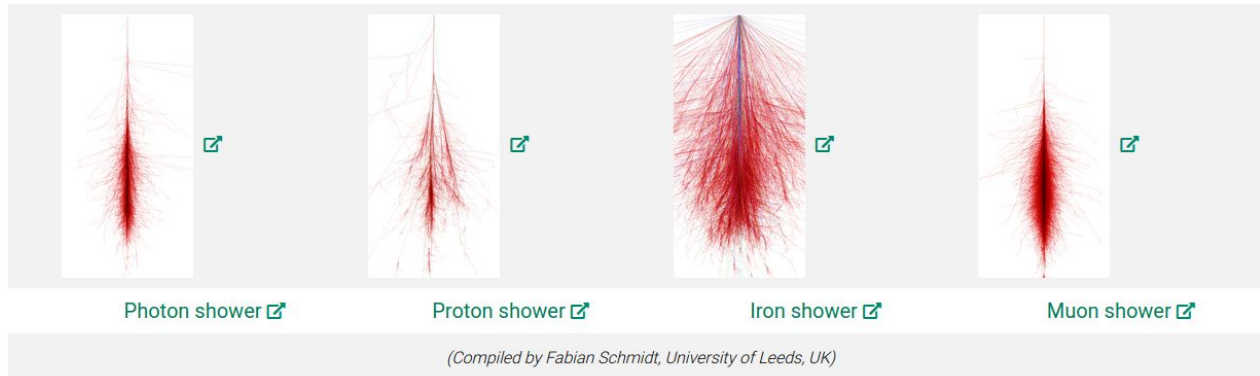 Photon shower
Proton shower
Iron shower
Muon shower
(Compiled by Fabian Schmidt, University of Leeds, UK)